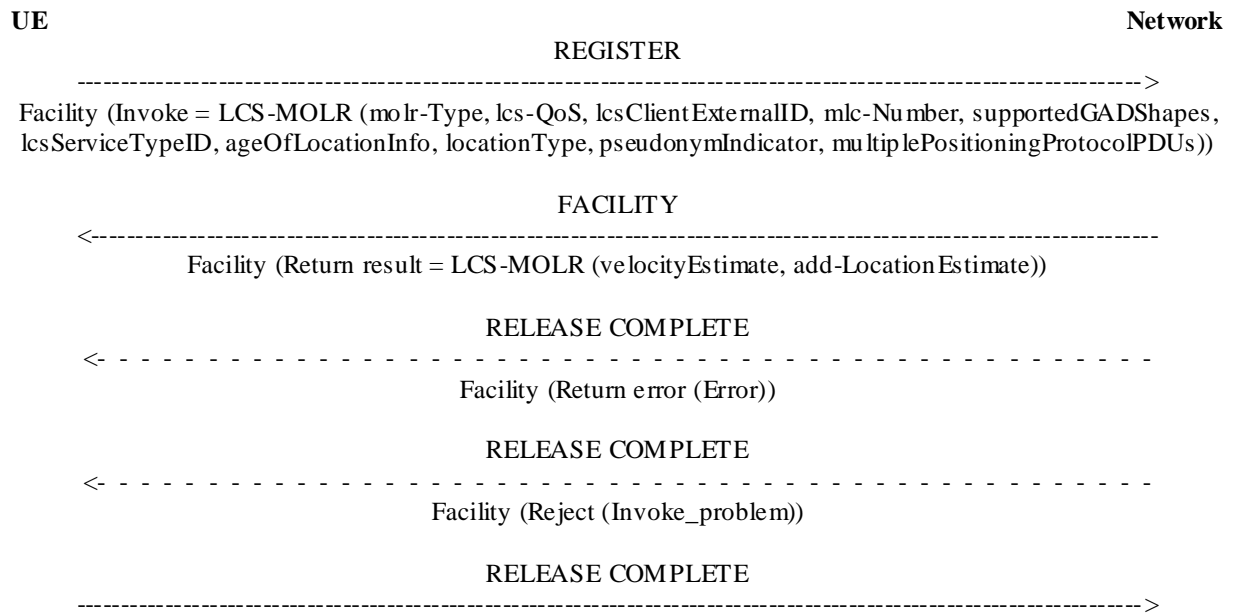 UE Network
REGISTER
Facility (Invoke = LCS-MOLR (molr-Type, lcs-QoS, lcsClientExternalID, mlc-Number, supportedGADShapes,
lcsServiceTypeID, ageOfLocationInfo, locationType, pseudonymIndicator, multiplePositioningProtocolPDUs))
FACILITY
Facility (Return result = LCS-MOLR (velocityEstimate, add-LocationEstimate))
RELEASE COMPLETE
Facility (Return error (Error))
RELEASE COMPLETE
Facility (Reject (Invoke_problem))
RELEASE COMPLETE